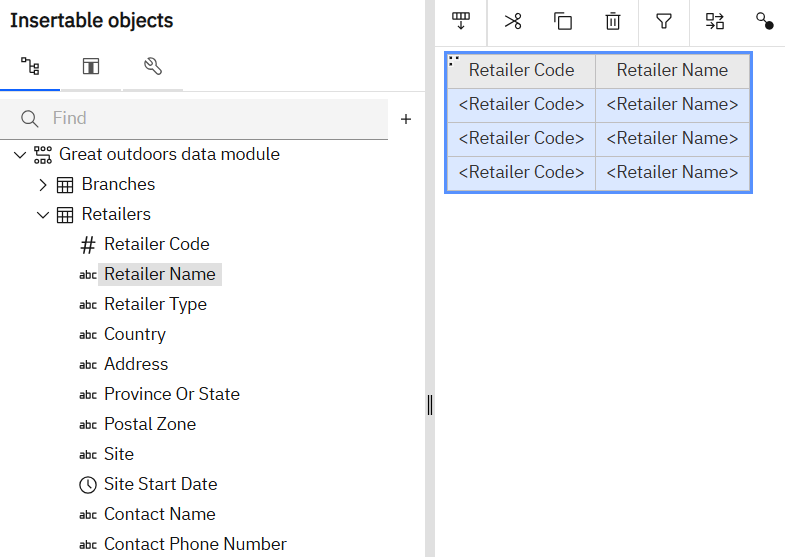 Insertable objects
Find
Great outdoors data module
Branches
Retailers
# Retailer Code
abc Retailer Name
abc Retailer Type
abc Country
abc Address
abc Province Or State
abc Postal Zone
abc Site
Site Start Date
abc Contact Name
abc Contact Phone Number
Retailer Code Retailer Name
<Retailer Code> <Retailer Name>
<Retailer Code> <Retailer Name>
<Retailer Code> <Retailer Name>